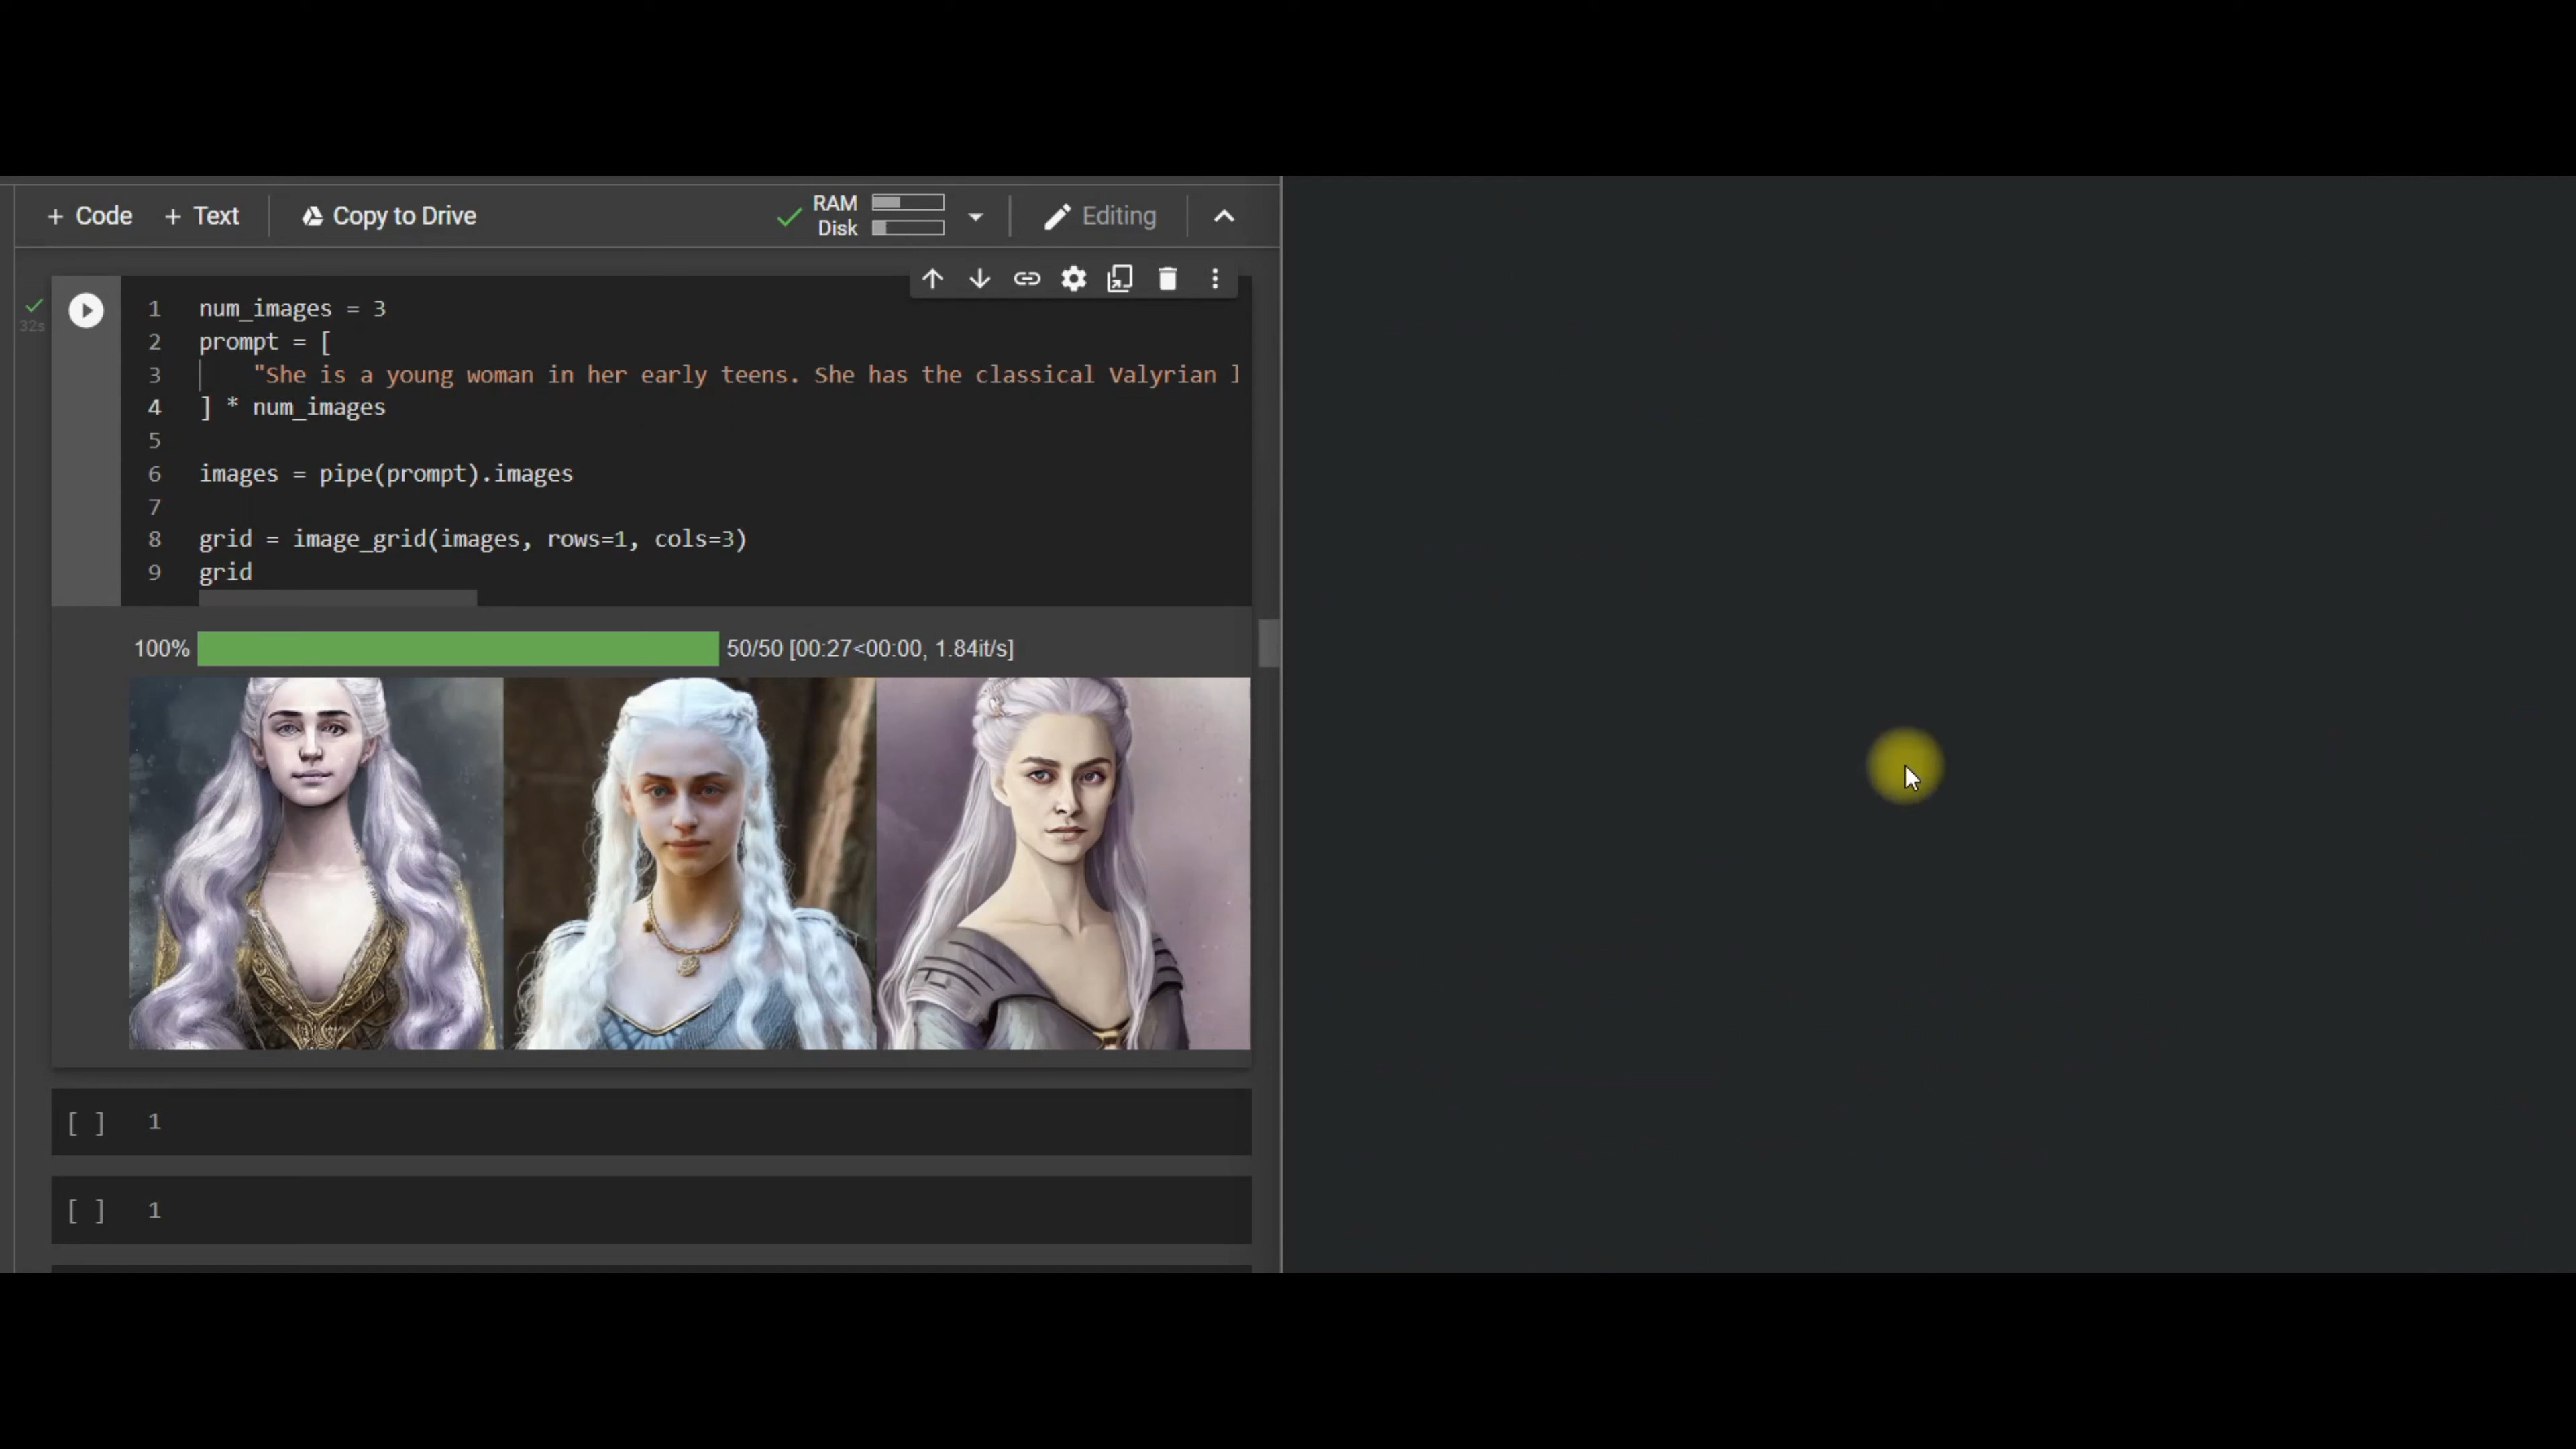 + Code + Text Copy to Drive RAM Disk Editing
32s
1 num_images = 3
2 prompt = [
3 "She is a young woman in her early teens. She has the classical Valyrian
4 ] * num_images
5
6 images = pipe(prompt).images
7
8 grid = image_grid(images, rows=1, cols=3)
9 grid
100% 50/50 [00:27<00:00, 1.84it/s]
[ ] 1
[ ] 1